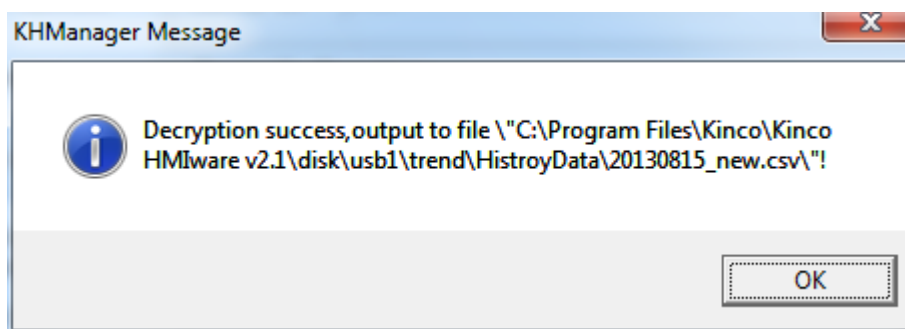 KHManager Message
Decryption success,output to file \"C:\Program Files\Kinco\Kinco
HMIware v2.1\disk\usb1\trend\HistroyData\20130815_new.csv\"!
OK